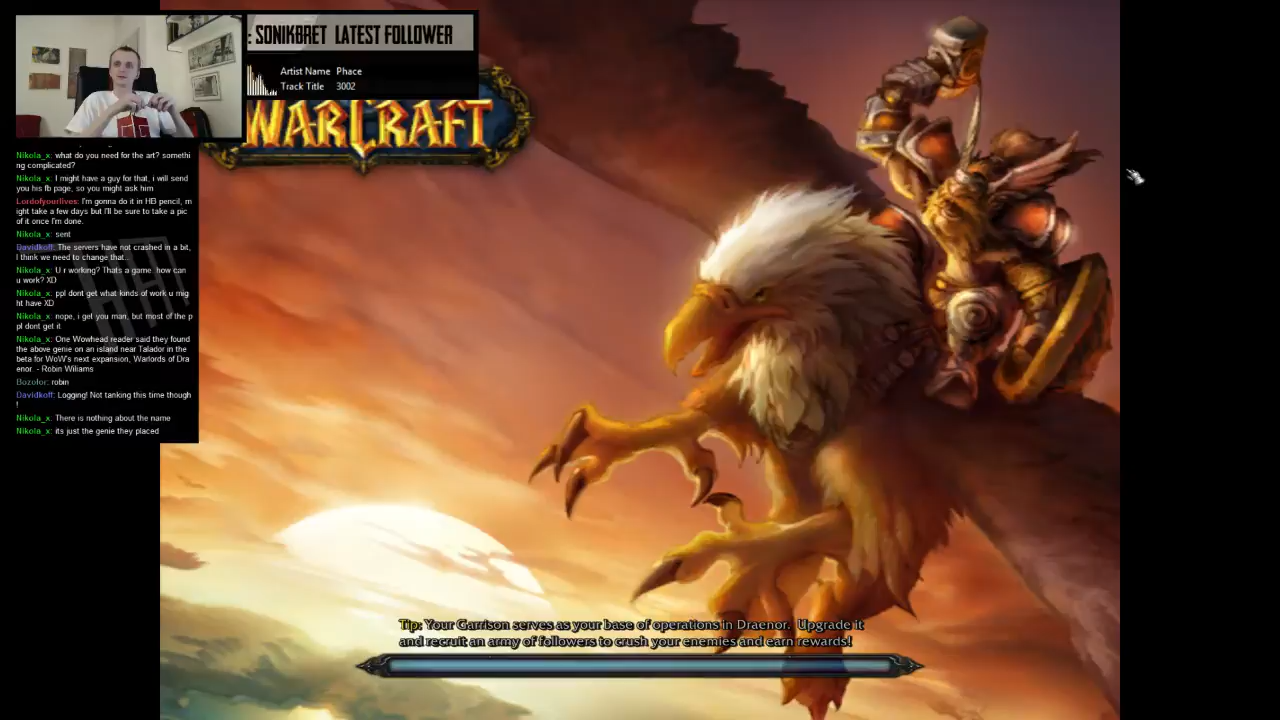 : SONIKBRET LATEST FOLLOWER
Artist Name Phace
Track Title 3002
WARCRAFT
Nikola_x: what do you need for the art? somethi
ng complicated?
Nikola_x: I might have a guy for that, i will send
you his fb page, so you might ask him
Lordofyourlives: I'm gonna do it in HB pencil, m
ight take a few days but I'll be sure to take a pic
of it once I'm done.
Nikola_x: sent
Davidkoff: The servers have not crashed in a bit,
I think we need to change that..
Nikola_x: U r working? Thats a game. how can
u work? XD
Nikola_x: ppl dont get what kinds of work u mig
ht have XD
Nikola_x: nope, i get you man, but most of the p
pl dont get it
Nikola_x: One Wowhead reader said they found
the above genie on an island near Talador in the
beta for WoW's next expansion, Warlords of Dra
enor. - Robin Wiliams
Bozolor: robin
Davidkoff: Logging! Not tanking this time though
!
Nikola_x: There is nothing about the name
Nikola_x: its just the genie they placed
Tip: Your Garrison serves as your base of operations in Draenor. Upgrade it
and recruit an army of followers to crush your enemies and earn rewards!